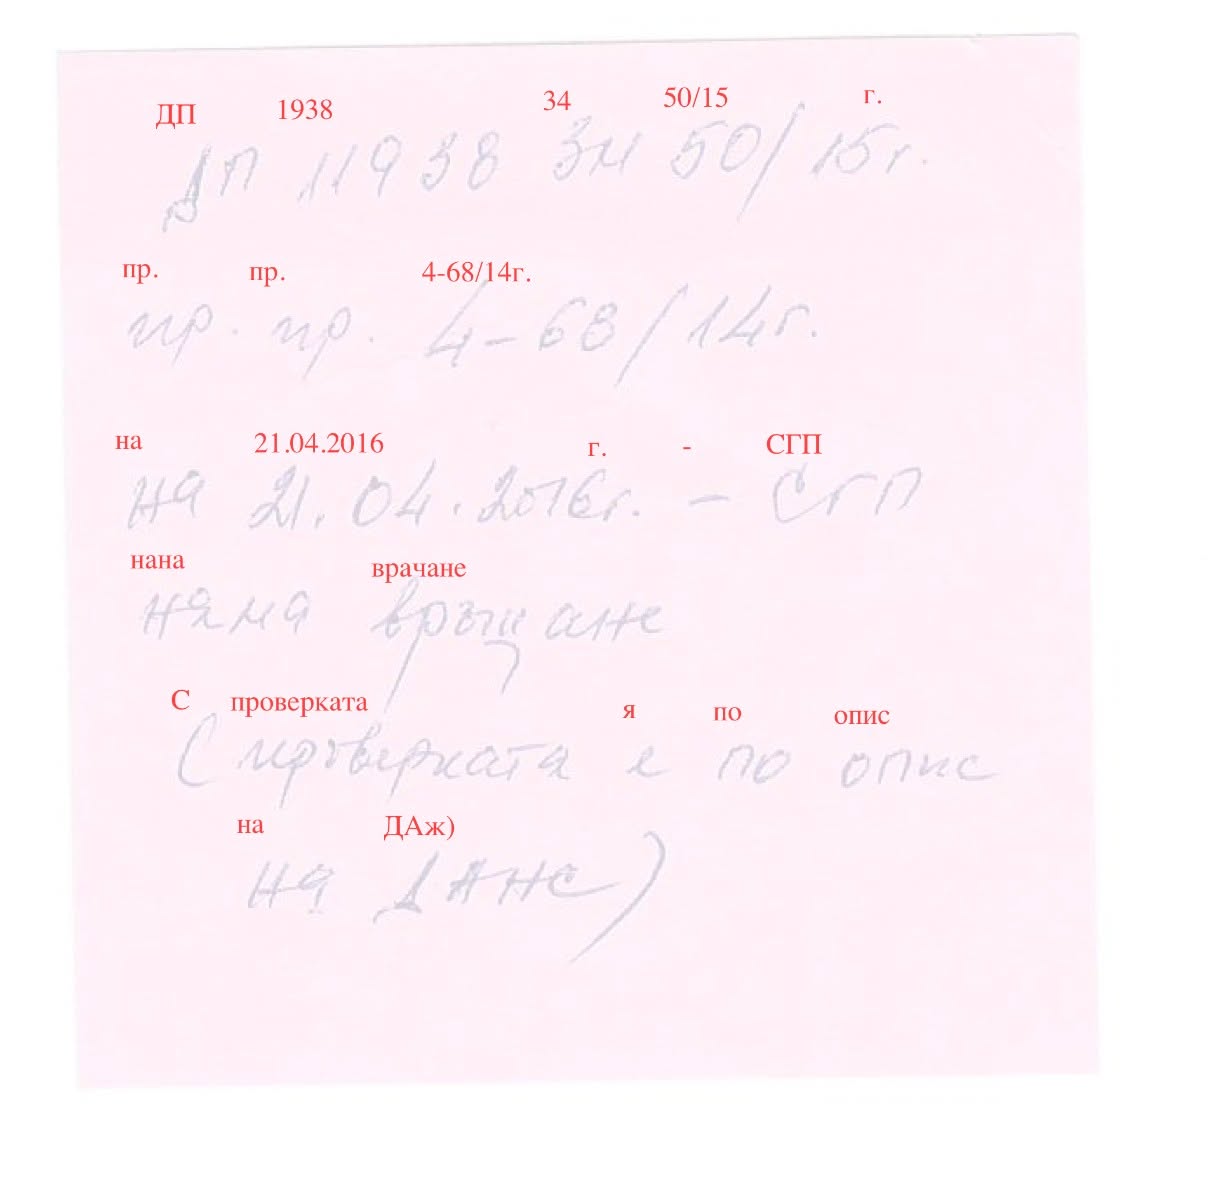 ДП 1938 34 50/15 г.
ДП 11938 ЗМ 50/15г.
пр. пр. 4-68/14г.
пр. пр. 4-68/14г.
на 21.04.2016 г. - СГП
на 21.04.2016г. - СГП
нана врачане
няма връщане
С проверката я по опис
(проверката е по опис
на ДАж)
на ДАНС)